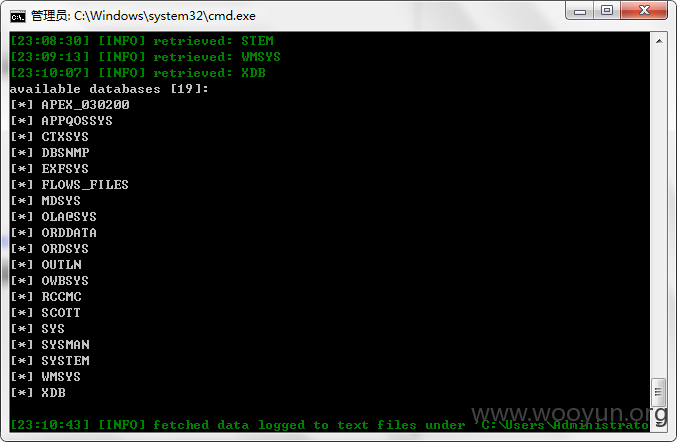 管理员: C:\Windows\system32\cmd.exe
[23:08:30] [INFO] retrieved: STEM
[23:09:13] [INFO] retrieved: WMSYS
[23:10:07] [INFO] retrieved: XDB
available databases [19]:
[*] APEX_030200
[*] APPQOSSYS
[*] CTXSYS
[*] DBSNMP
[*] EXFSYS
[*] FLOWS_FILES
[*] MDSYS
[*] OLA@SYS
[*] ORDDATA
[*] ORDSYS
[*] OUTLN
[*] OWBSYS
[*] RCCMC
[*] SCOTT
[*] SYS
[*] SYSMAN
[*] SYSTEM
[*] WMSYS
[*] XDB
www.wooyun.org
[23:10:43] [INFO] fetched data logged to text files under 'C:\Users\Administrato